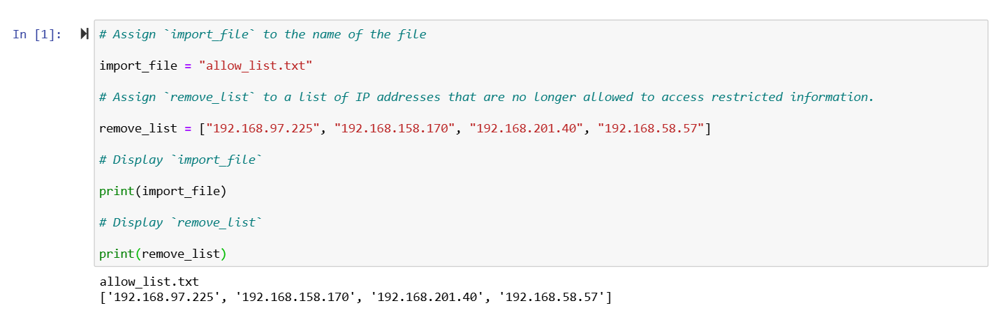 In [1]:
# Assign `import_file` to the name of the file
import_file = "allow_list.txt"
# Assign `remove_list` to a list of IP addresses that are no longer allowed to access restricted information.
remove_list = ["192.168.97.225", "192.168.158.170", "192.168.201.40", "192.168.58.57"]
# Display `import_file`
print(import_file)
# Display `remove_list`
print(remove_list)
allow_list.txt
['192.168.97.225', '192.168.158.170', '192.168.201.40', '192.168.58.57']